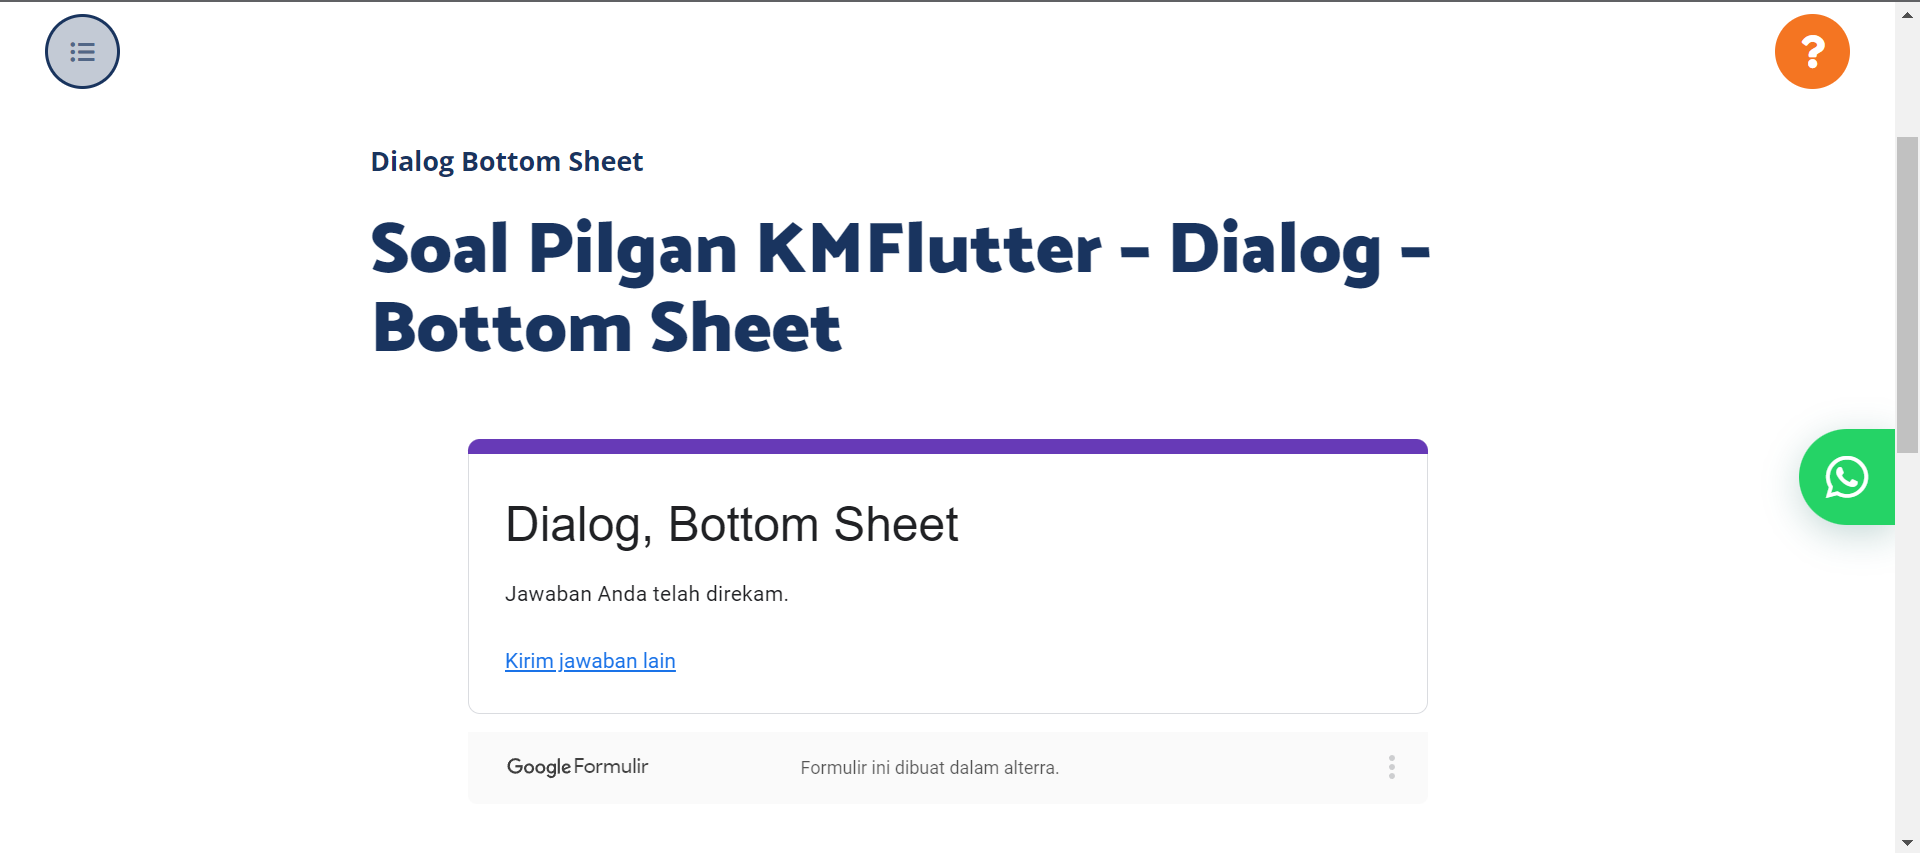 Dialog Bottom Sheet
Soal Pilgan KMFlutter – Dialog –
Bottom Sheet
Dialog, Bottom Sheet
Jawaban Anda telah direkam.
Kirim jawaban lain
Google Formulir
Formulir ini dibuat dalam alterra.